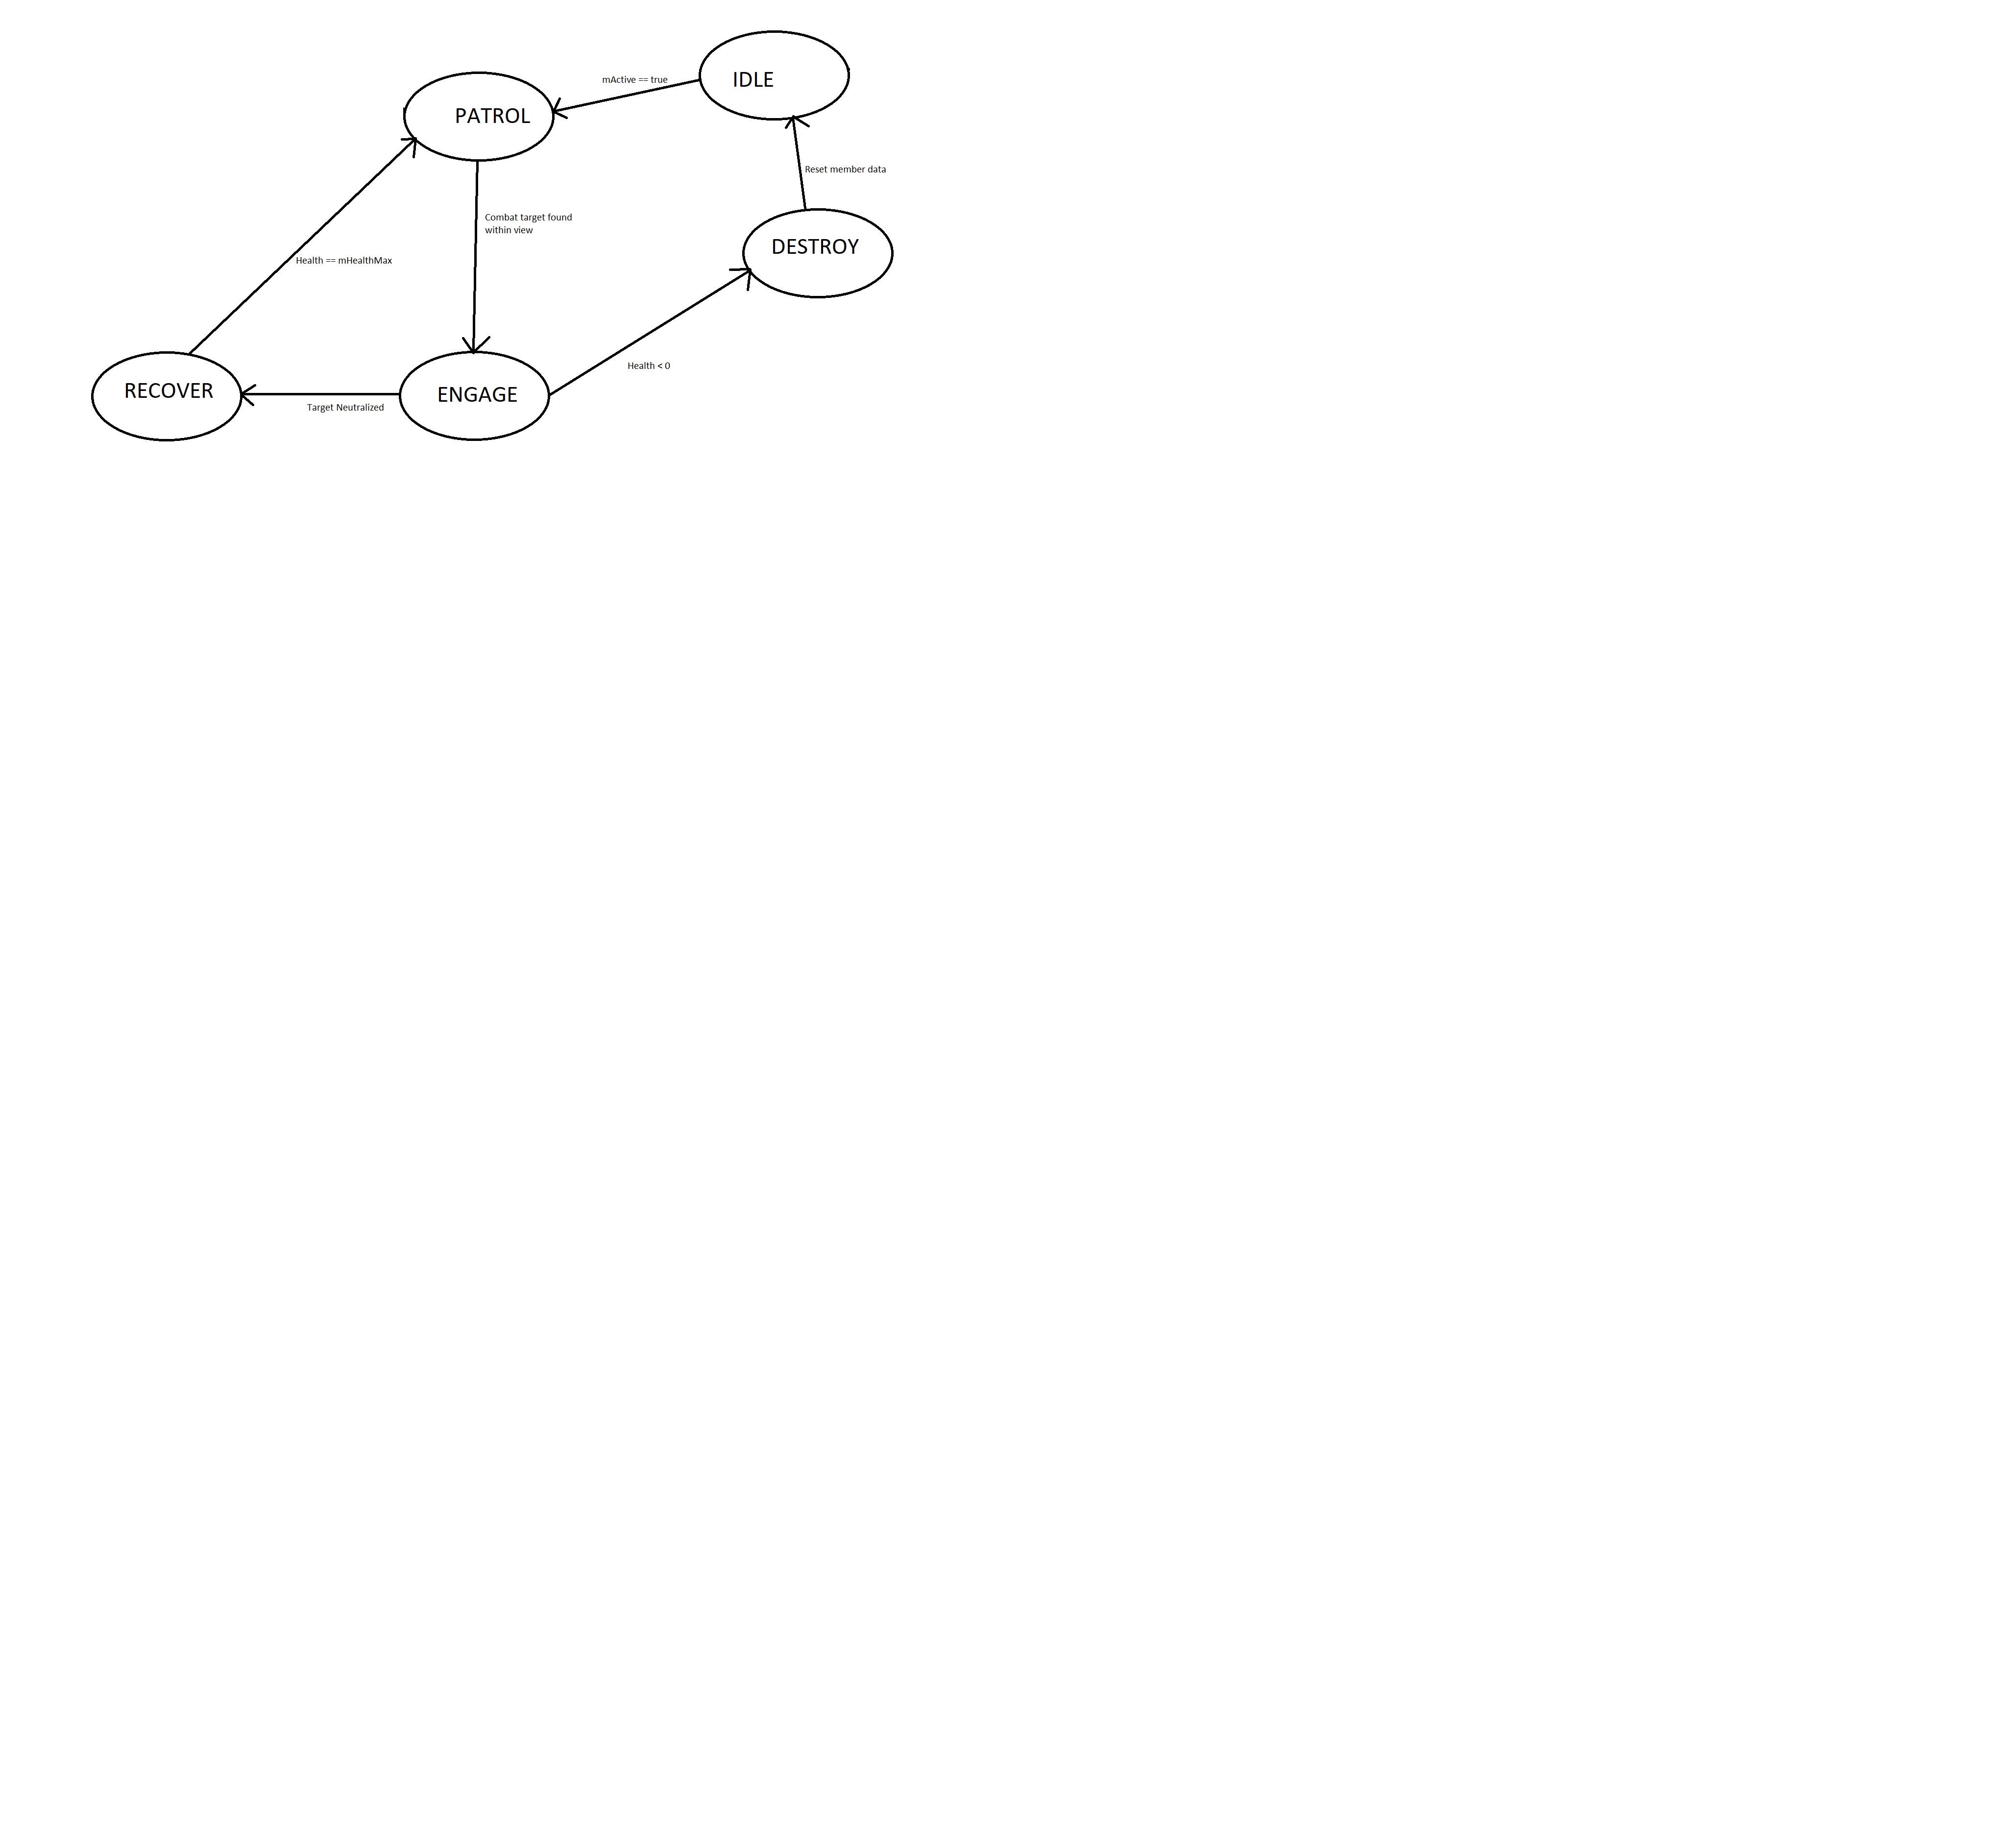 IDLE
mActive == true
PATROL
Reset member data
Combat target found
within view
DESTROY
Health == mHealthMax
Health < 0
RECOVER
ENGAGE
Target Neutralized